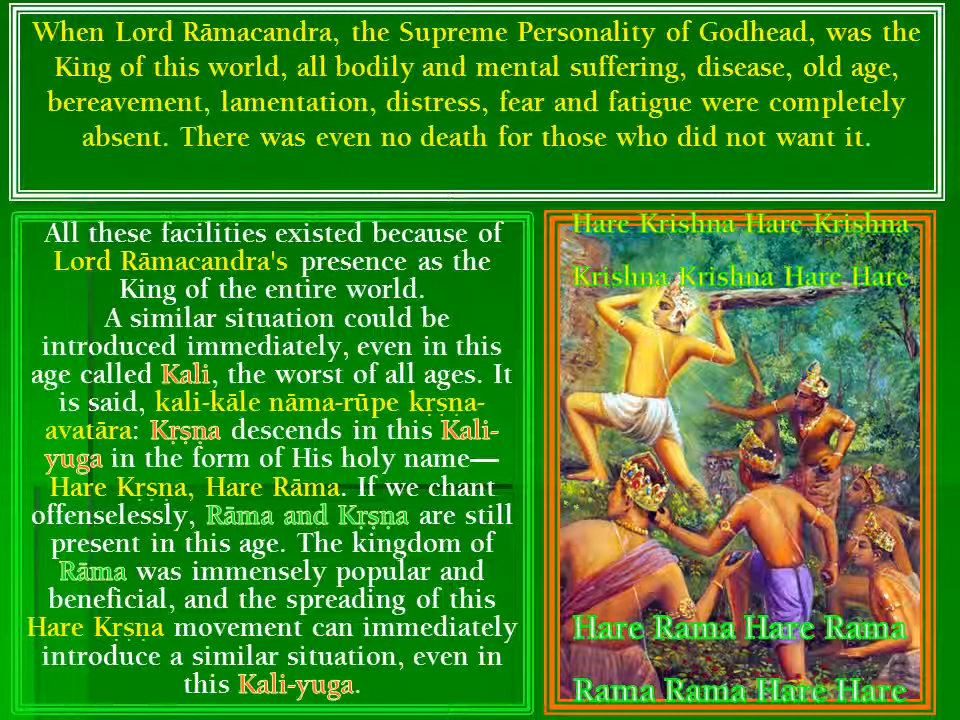 When Lord Rāmacandra, the Supreme Personality of Godhead, was the
King of this world, all bodily and mental suffering, disease, old age,
bereavement, lamentation, distress, fear and fatigue were completely
absent. There was even no death for those who did not want it.
All these facilities existed because of
Lord Rāmacandra's presence as the
King of the entire world.
A similar situation could be
introduced immediately, even in this
age called Kali, the worst of all ages. It
is said, kali-kāle nāma-rūpe kṛṣṇa-
avatāra: Kṛṣṇa descends in this Kali-
yuga in the form of His holy name—
Hare Kṛṣṇa, Hare Rāma. If we chant
offenselessly, Rāma and Kṛṣṇa are still
present in this age. The kingdom of
Rāma was immensely popular and
beneficial, and the spreading of this
Hare Kṛṣṇa movement can immediately
introduce a similar situation, even in
this Kali-yuga.
Hare Krishna Hare Krishna
Krishna Krishna Hare Hare
Hare Rama Hare Rama
Rama Rama Hare Hare